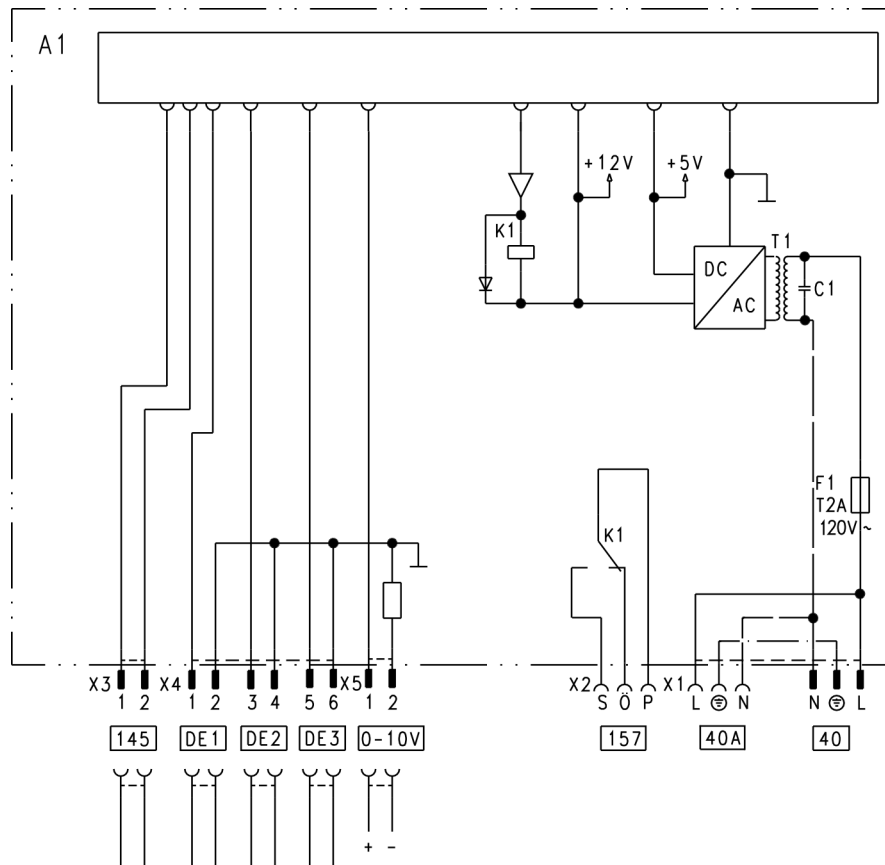 A1
+12V +5V
K1 T1
DC
AC C1
F1
T2A
120V~
K1
X3 X4 X5 X2 X1
1 2 1 2 3 4 5 6 1 2 S Ö P L N N L
145 DE1 DE2 DE3 0-10V 157 40A 40
+ -